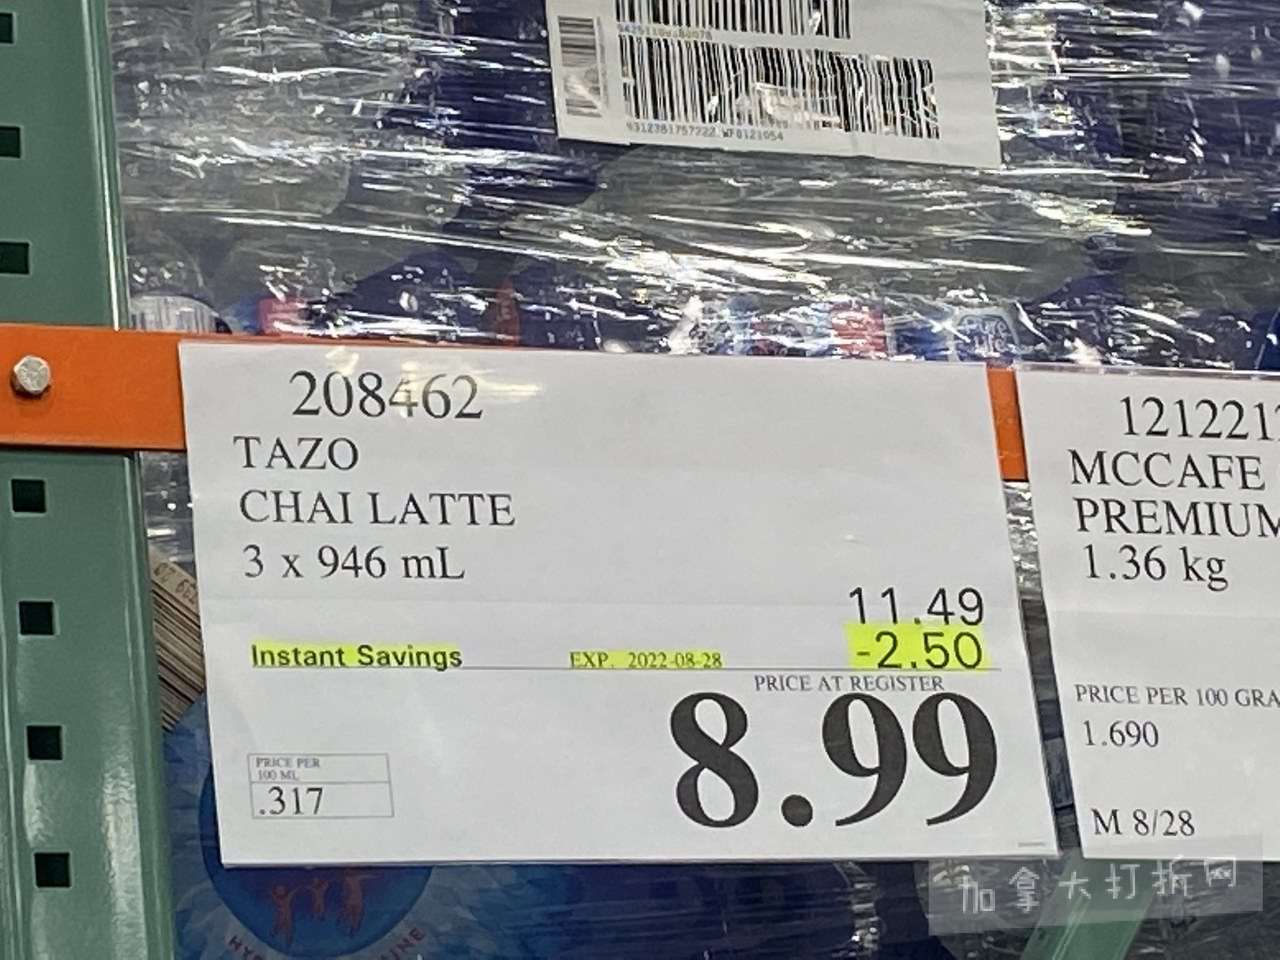 208462
TAZO
CHAI LATTE
3 x 946 mL
11.49
Instant Savings EXP. 2022-08-28 -2.50
PRICE AT REGISTER
8.99
PRICE PER
100 ML
.317
121221
MCCAFE
PREMIUM
1.36 kg
PRICE PER 100 GRA
1.690
M 8/28
加拿大打折网